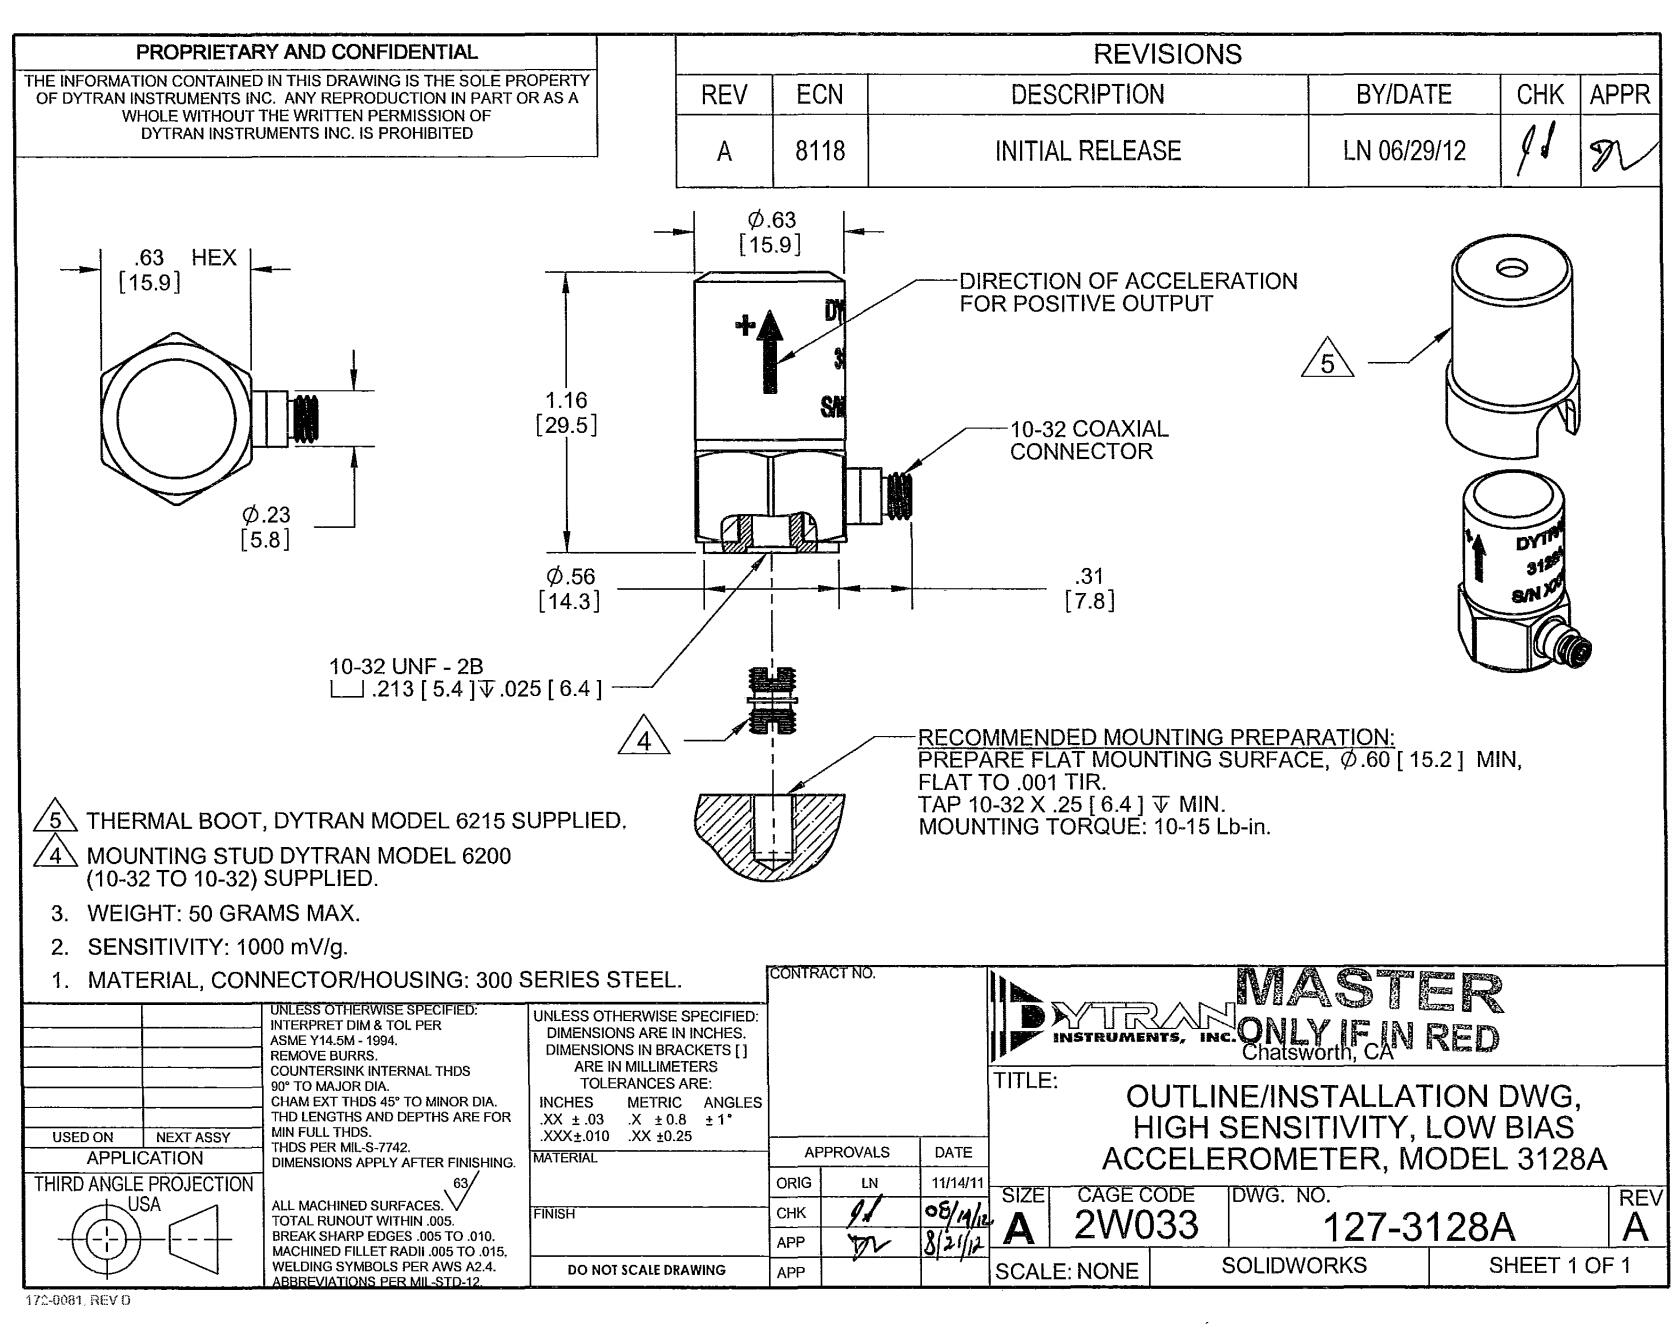 PROPRIETARY AND CONFIDENTIAL
THE INFORMATION CONTAINED IN THIS DRAWING IS THE SOLE PROPERTY
OF DYTRAN INSTRUMENTS INC. ANY REPRODUCTION IN PART OR AS A
WHOLE WITHOUT THE WRITTEN PERMISSION OF
DYTRAN INSTRUMENTS INC. IS PROHIBITED
REVISIONS
REV ECN DESCRIPTION BY/DATE CHK APPR
A 8118 INITIAL RELEASE LN 06/29/12
.63 HEX
[15.9]
Ø.23
[5.8]
Ø.63
[15.9]
1.16
[29.5]
+
DY
S/N
DIRECTION OF ACCELERATION
FOR POSITIVE OUTPUT
10-32 COAXIAL
CONNECTOR
Ø.56
[14.3]
.31
[7.8]
5
+
DYTRA
3128A
S/N XX
10-32 UNF - 2B
⌴ .213 [ 5.4 ] ↧ .025 [ 6.4 ]
4
RECOMMENDED MOUNTING PREPARATION:
PREPARE FLAT MOUNTING SURFACE, Ø.60 [ 15.2 ] MIN,
FLAT TO .001 TIR.
TAP 10-32 X .25 [ 6.4 ] ↧ MIN.
MOUNTING TORQUE: 10-15 Lb-in.
5 THERMAL BOOT, DYTRAN MODEL 6215 SUPPLIED.
4 MOUNTING STUD DYTRAN MODEL 6200
(10-32 TO 10-32) SUPPLIED.
3. WEIGHT: 50 GRAMS MAX.
2. SENSITIVITY: 1000 mV/g.
1. MATERIAL, CONNECTOR/HOUSING: 300 SERIES STEEL.
USED ON NEXT ASSY
APPLICATION
THIRD ANGLE PROJECTION
USA
UNLESS OTHERWISE SPECIFIED:
INTERPRET DIM & TOL PER
ASME Y14.5M - 1994.
REMOVE BURRS.
COUNTERSINK INTERNAL THDS
90° TO MAJOR DIA.
CHAM EXT THDS 45° TO MINOR DIA.
THD LENGTHS AND DEPTHS ARE FOR
MIN FULL THDS.
THDS PER MIL-S-7742.
DIMENSIONS APPLY AFTER FINISHING.
63
ALL MACHINED SURFACES.
TOTAL RUNOUT WITHIN .005.
BREAK SHARP EDGES .005 TO .010.
MACHINED FILLET RADII .005 TO .015.
WELDING SYMBOLS PER AWS A2.4.
ABBREVIATIONS PER MIL-STD-12.
UNLESS OTHERWISE SPECIFIED:
DIMENSIONS ARE IN INCHES.
DIMENSIONS IN BRACKETS [ ]
ARE IN MILLIMETERS
TOLERANCES ARE:
INCHES METRIC ANGLES
.XX ± .03 .X ± 0.8 ± 1°
.XXX±.010 .XX ±0.25
MATERIAL
FINISH
DO NOT SCALE DRAWING
CONTRACT NO.
APPROVALS DATE
ORIG LN 11/14/11
CHK 08/14/12
APP 8/21/12
APP
DYTRAN
INSTRUMENTS, INC.
Chatsworth, CA
MASTER
ONLY IF IN RED
TITLE:
OUTLINE/INSTALLATION DWG,
HIGH SENSITIVITY, LOW BIAS
ACCELEROMETER, MODEL 3128A
SIZE CAGE CODE DWG. NO. REV
A 2W033 127-3128A A
SCALE: NONE SOLIDWORKS SHEET 1 OF 1
172-0081, REV D